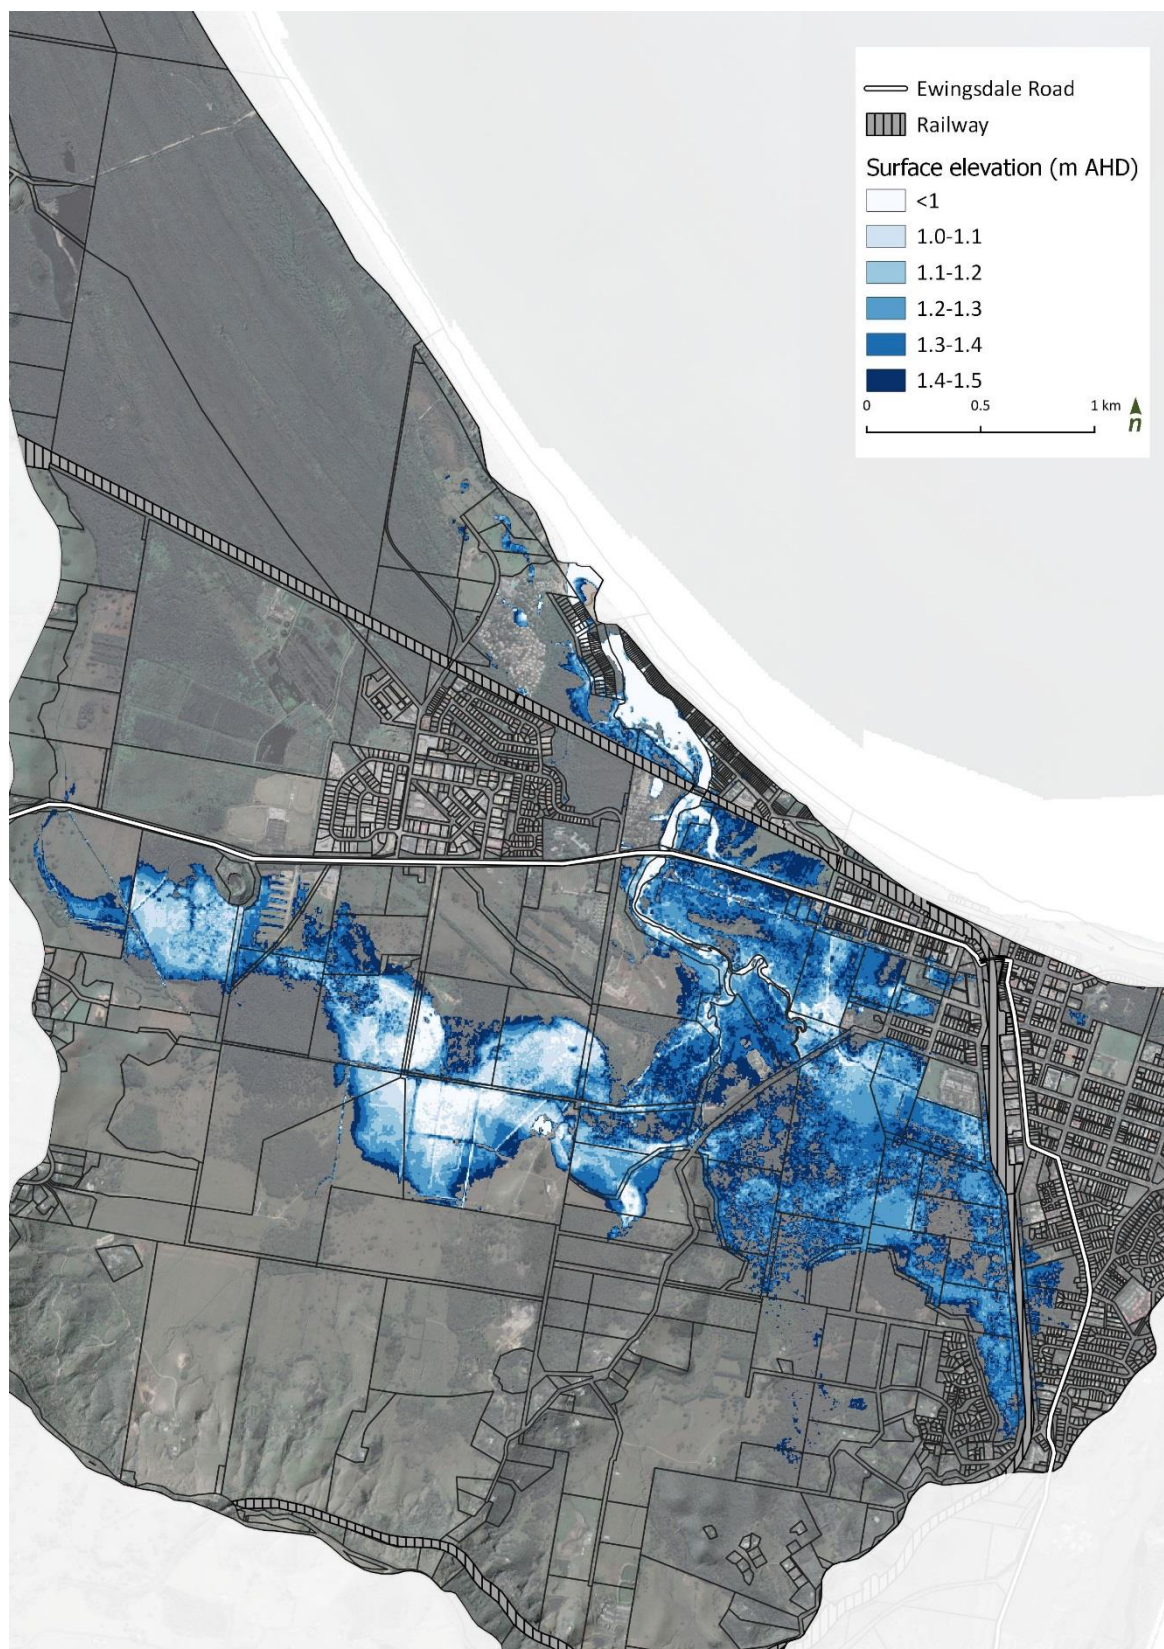 Ewingsdale Road
Railway
Surface elevation (m AHD)
<1
1.0-1.1
1.1-1.2
1.2-1.3
1.3-1.4
1.4-1.5
0 0.5 1 km
n